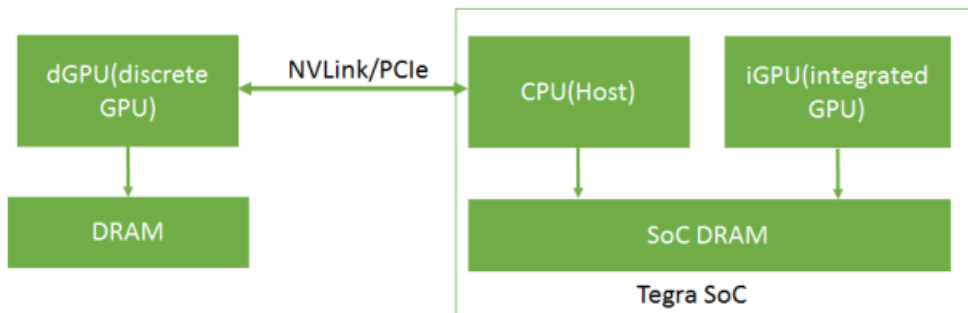 dGPU(discrete
GPU)
NVLink/PCIe
CPU(Host)
iGPU(integrated
GPU)
DRAM
SoC DRAM
Tegra SoC